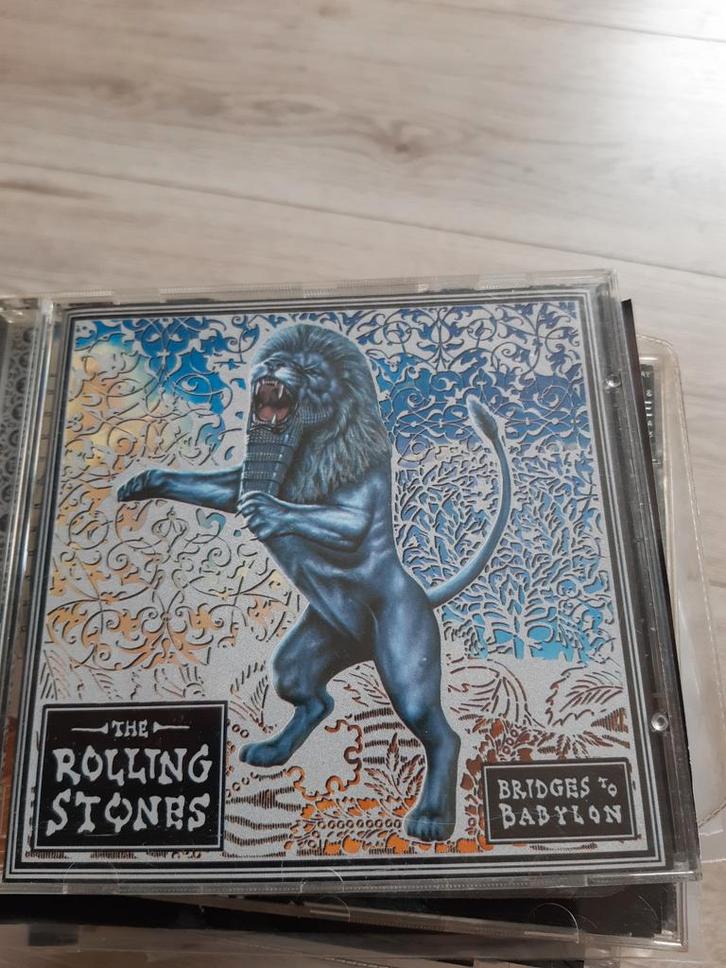 THE
ROLLING
STONES
BRIDGES TO
BABYLON